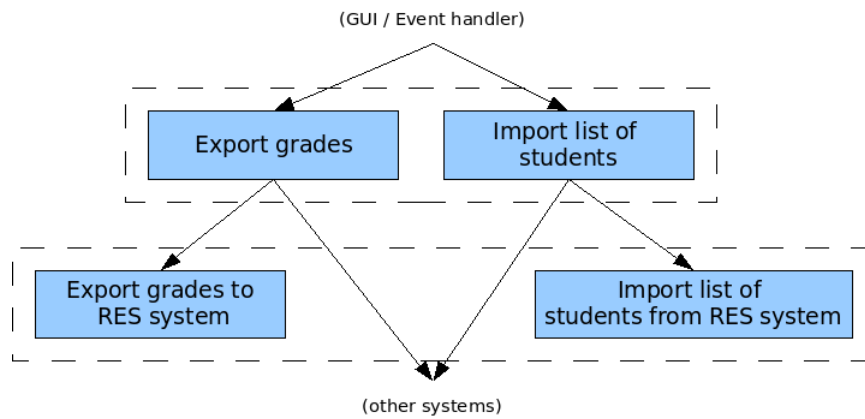 (GUI / Event handler)
Export grades
Import list of
students
Export grades to
RES system
Import list of
students from RES system
(other systems)